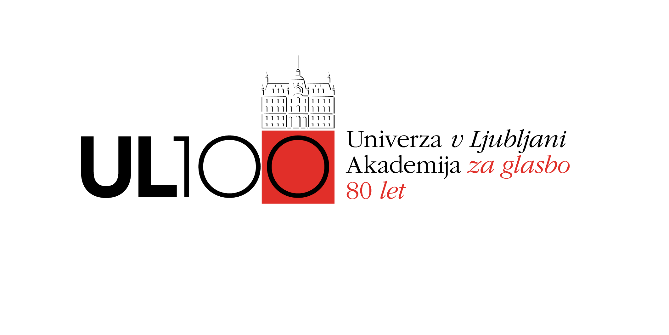 UL100
Univerza v Ljubljani
Akademija za glasbo
80 let